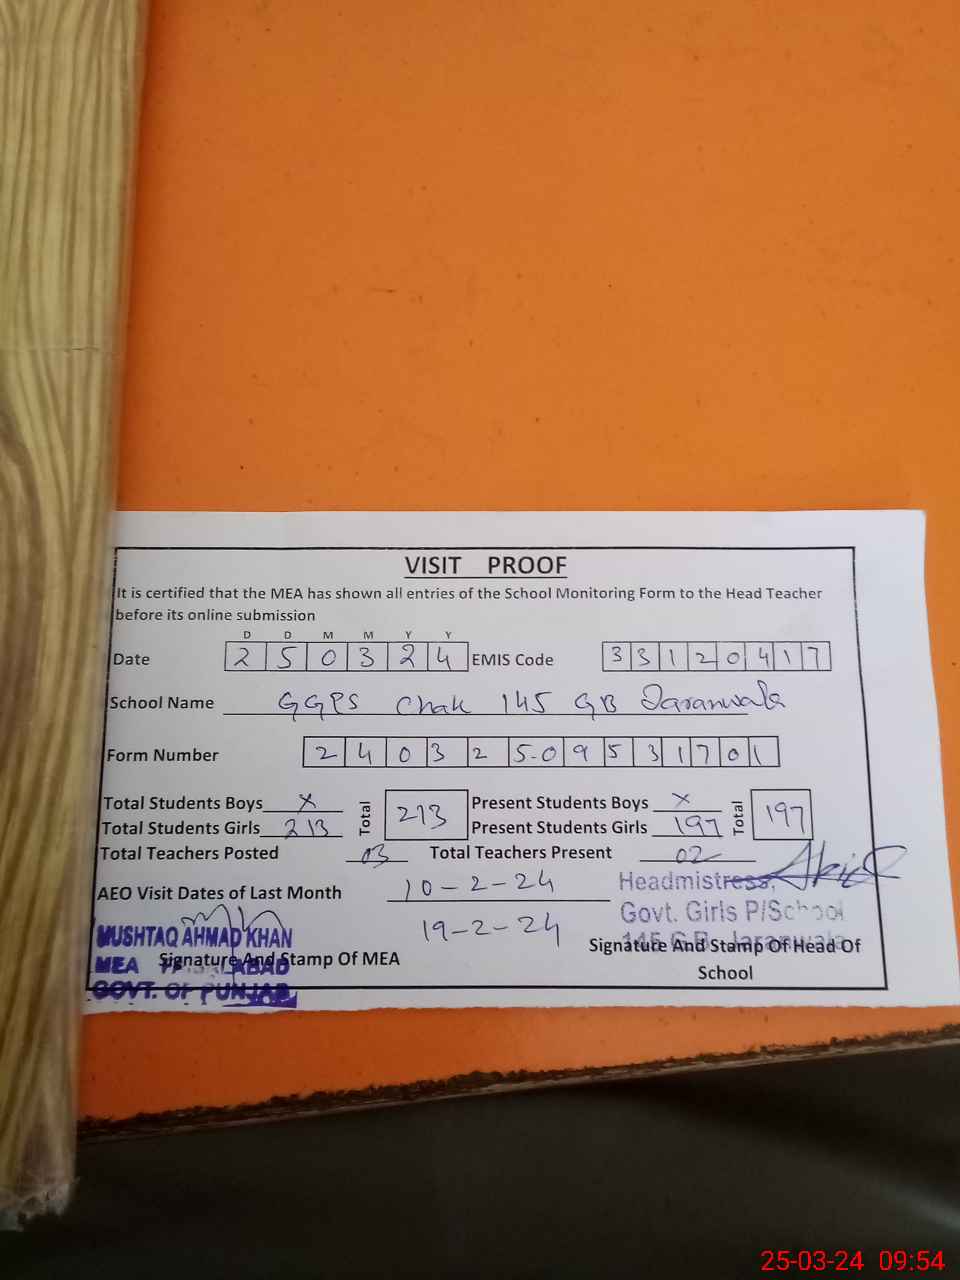 VISIT PROOF
It is certified that the MEA has shown all entries of the School Monitoring Form to the Head Teacher
before its online submission
D D M M Y Y
Date 2 5 0 3 2 4 EMIS Code 3 3 1 2 0 4 1 7
School Name GGPS Chak 145 GB Jaranwala
Form Number 2 4 0 3 2 5 0 9 5 3 1 7 0 1
Total Students Boys x Total 213 Present Students Boys x Total 197
Total Students Girls 213 Present Students Girls 197
Total Teachers Posted 03 Total Teachers Present 02
AEO Visit Dates of Last Month 10-2-24
19-2-24
Headmistress,
Govt. Girls P/School
145 G.B. Jaranwala
Signature And Stamp Of Head Of
School
MUSHTAQ AHMAD KHAN
MEA FAISALABAD
GOVT. OF PUNJAB
Signature And Stamp Of MEA
25-03-24 09:54